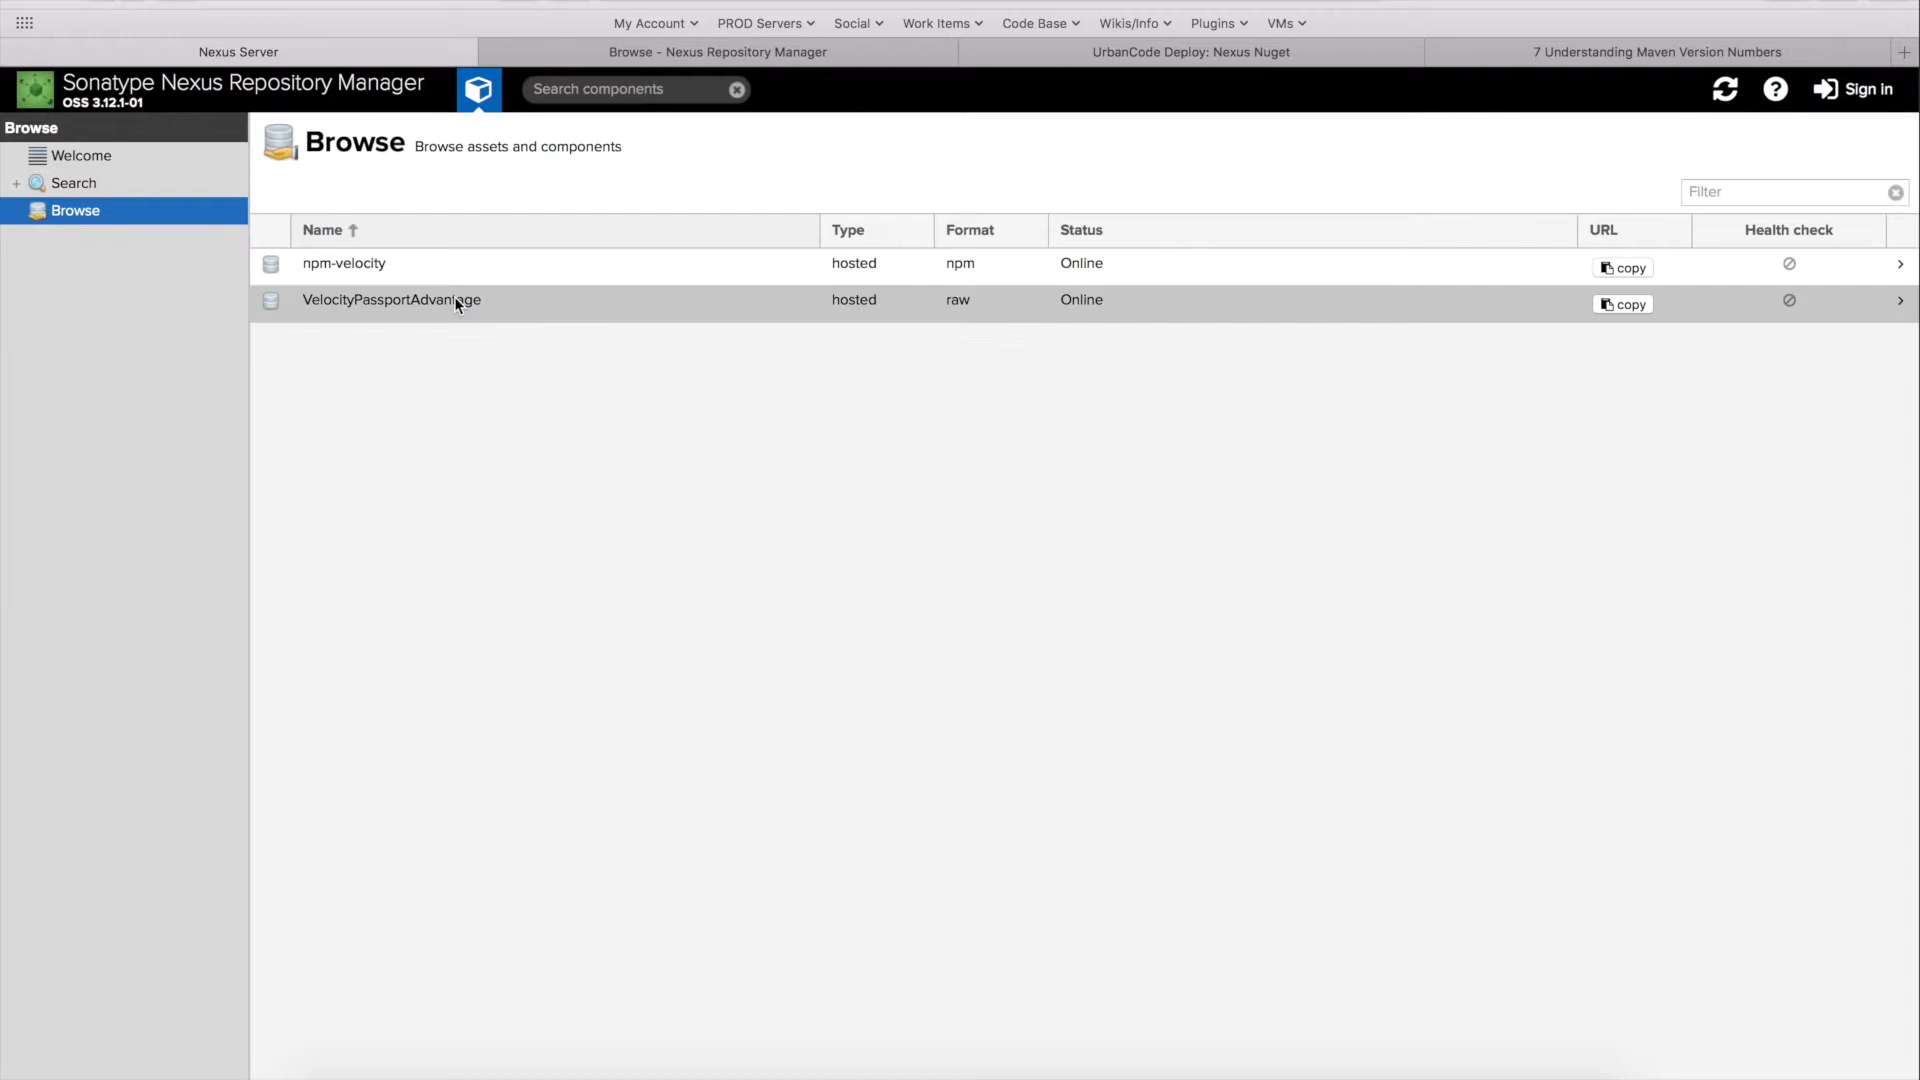 My Account PROD Servers Social Work Items Code Base Wikis/Info Plugins VMs
Nexus Server Browse - Nexus Repository Manager UrbanCode Deploy: Nexus Nuget 7 Understanding Maven Version Numbers
Sonatype Nexus Repository Manager
OSS 3.12.1-01
Search components
Sign in
Browse
Welcome
Search
Browse
Browse Browse assets and components
Filter
Name Type Format Status URL Health check
npm-velocity hosted npm Online copy
VelocityPassportAdvantage hosted raw Online copy